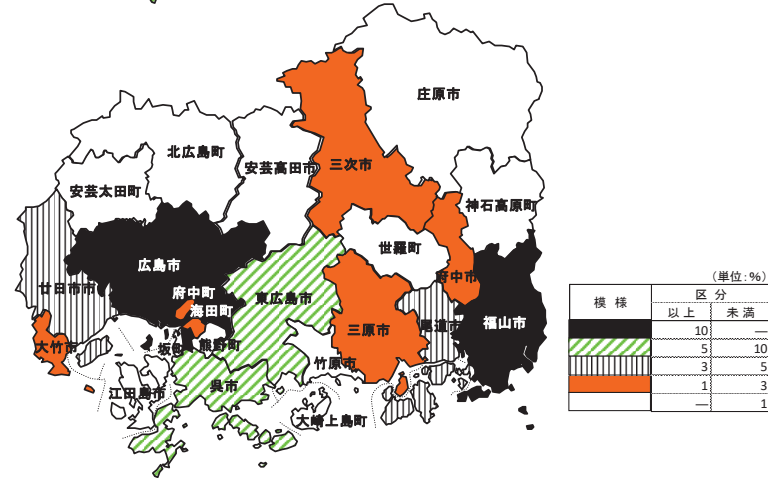 庄原市
北広島町
安芸高田市
三次市
安芸太田町
神石高原町
世羅町
広島市
府中市
廿日市市
府中町
東広島市
海田町
尾道市
福山市
三原市
大竹市
坂町
熊野町
竹原市
呉市
江田島市
大崎上島町
（単位：％）
模様 区分
以上 未満
10 ―
5 10
3 5
1 3
― 1